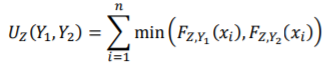 U_Z(Y_1, Y_2) = \sum_{i=1}^{n} \min\left(F_{Z,Y_1}(x_i), F_{Z,Y_2}(x_i)\right)